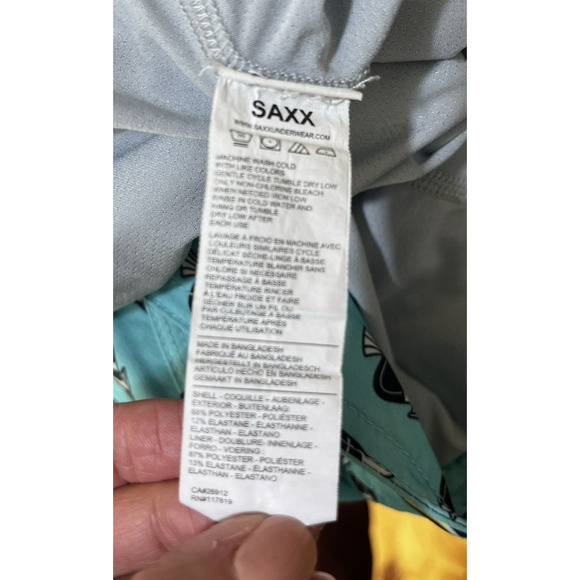 SAXX
WWW.SAXXUNDERWEAR.COM
MACHINE WASH COLD
WITH LIKE COLORS
GENTLE CYCLE TUMBLE DRY LOW
ONLY NON-CHLORINE BLEACH
WHEN NEEDED IRON LOW
RINSE IN COLD WATER AND
HANG OR TUMBLE
DRY LOW AFTER
EACH USE
LAVAGE À FROID EN MACHINE AVEC
COULEURS SIMILAIRES CYCLE
DÉLICAT SÈCHE-LINGE À BASSE
TEMPÉRATURE BLANCHIR SANS
CHLORE SI NÉCESSAIRE
REPASSAGE À BASSE
TEMPÉRATURE RINCER
À L'EAU FROIDE ET FAIRE
SÉCHER SUR UN FIL OU
PAR CULBUTAGE À BASSE
TEMPÉRATURE APRÈS
CHAQUE UTILISATION
MADE IN BANGLADESH
FABRIQUÉ AU BANGLADESH
HERGESTELLT IN BANGLADESCH
ARTÍCULO HECHO EN BANGLADESH
GEMAAKT IN BANGLADESH
SHELL - COQUILLE - AUßENLAGE -
EXTERIOR - BUITENLAAG:
88% POLYESTER - POLIÉSTER
12% ELASTANE - ÉLASTHANNE -
ELASTHAN - ELASTANO
LINER - DOUBLURE- INNENLAGE -
FORRO - VOERING :
87% POLYESTER - POLIÉSTER
13% ELASTANE - ÉLASTHANNE -
ELASTHAN - ELASTANO
CA#26912
RN#117819